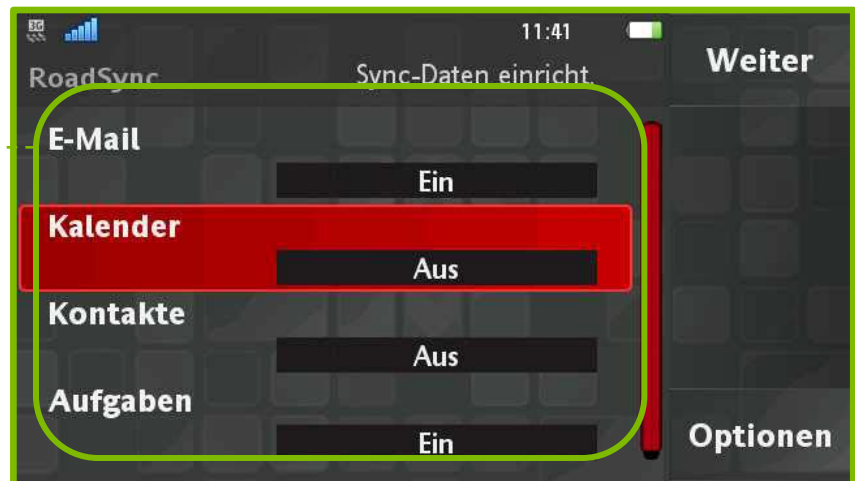 3G
11:41
RoadSync
Sync-Daten einricht.
Weiter
E-Mail
Ein
Kalender
Aus
Kontakte
Aus
Aufgaben
Ein
Optionen